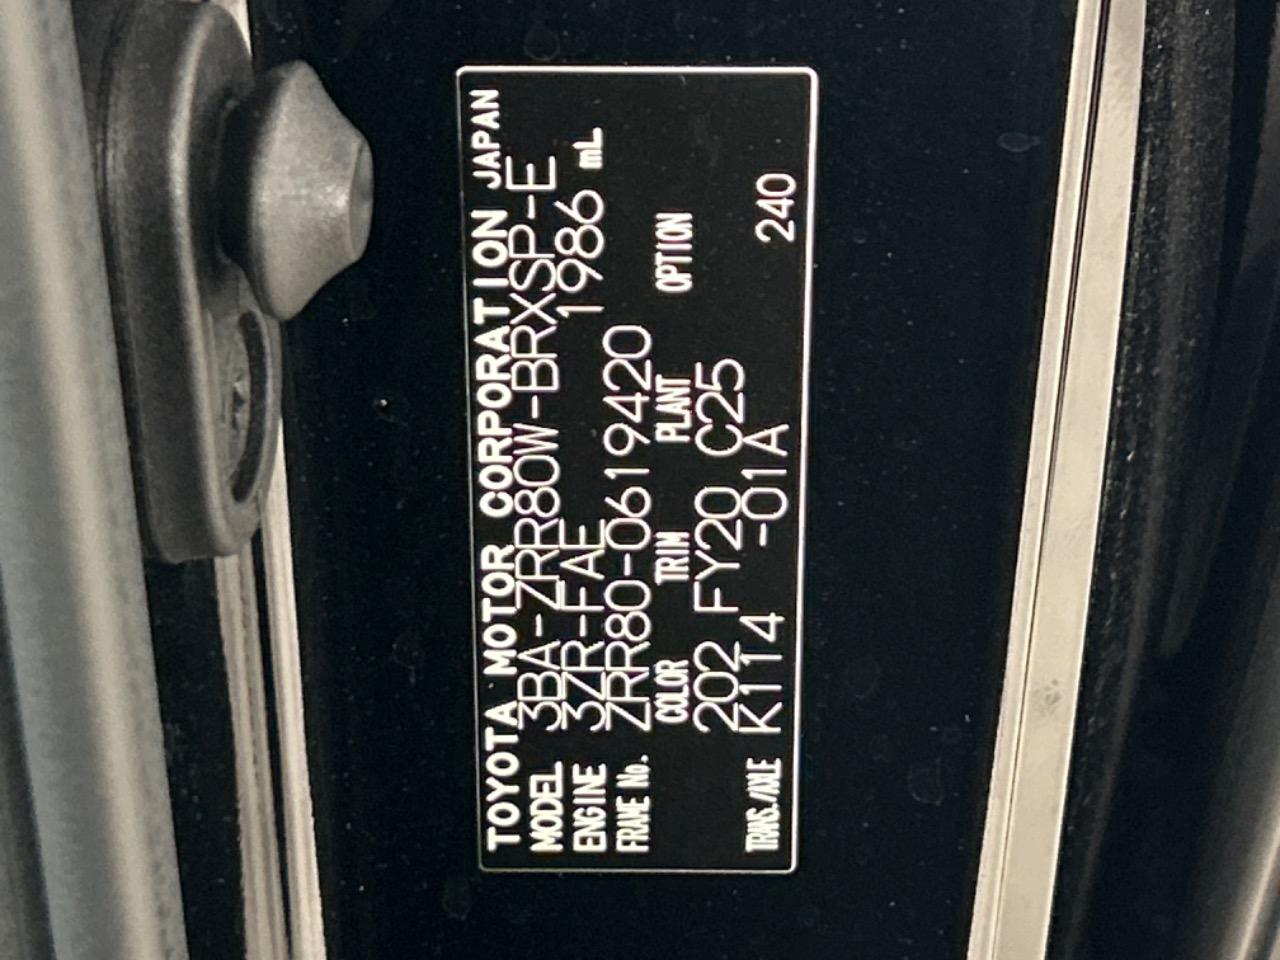 TOYOTA MOTOR CORPORATION JAPAN
MODEL 3BA-ZRR80W-BRXSP-E
ENGINE 3ZR-FAE 1986 mL
FRAME No. ZRR80-0619420
COLOR TRIM PLANT OPTION
202 FY20 C25
TRANS./AXLE K114 -01A 240